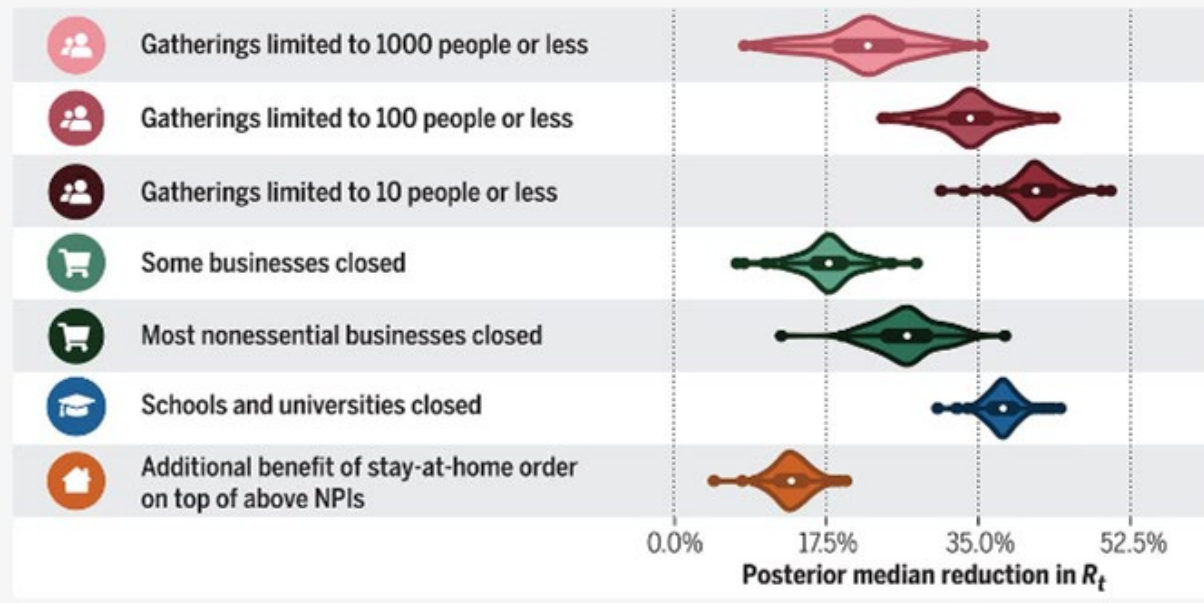 Gatherings limited to 1000 people or less
Gatherings limited to 100 people or less
Gatherings limited to 10 people or less
Some businesses closed
Most nonessential businesses closed
Schools and universities closed
Additional benefit of stay-at-home order
on top of above NPIs
0.0% 17.5% 35.0% 52.5%
Posterior median reduction in Rt